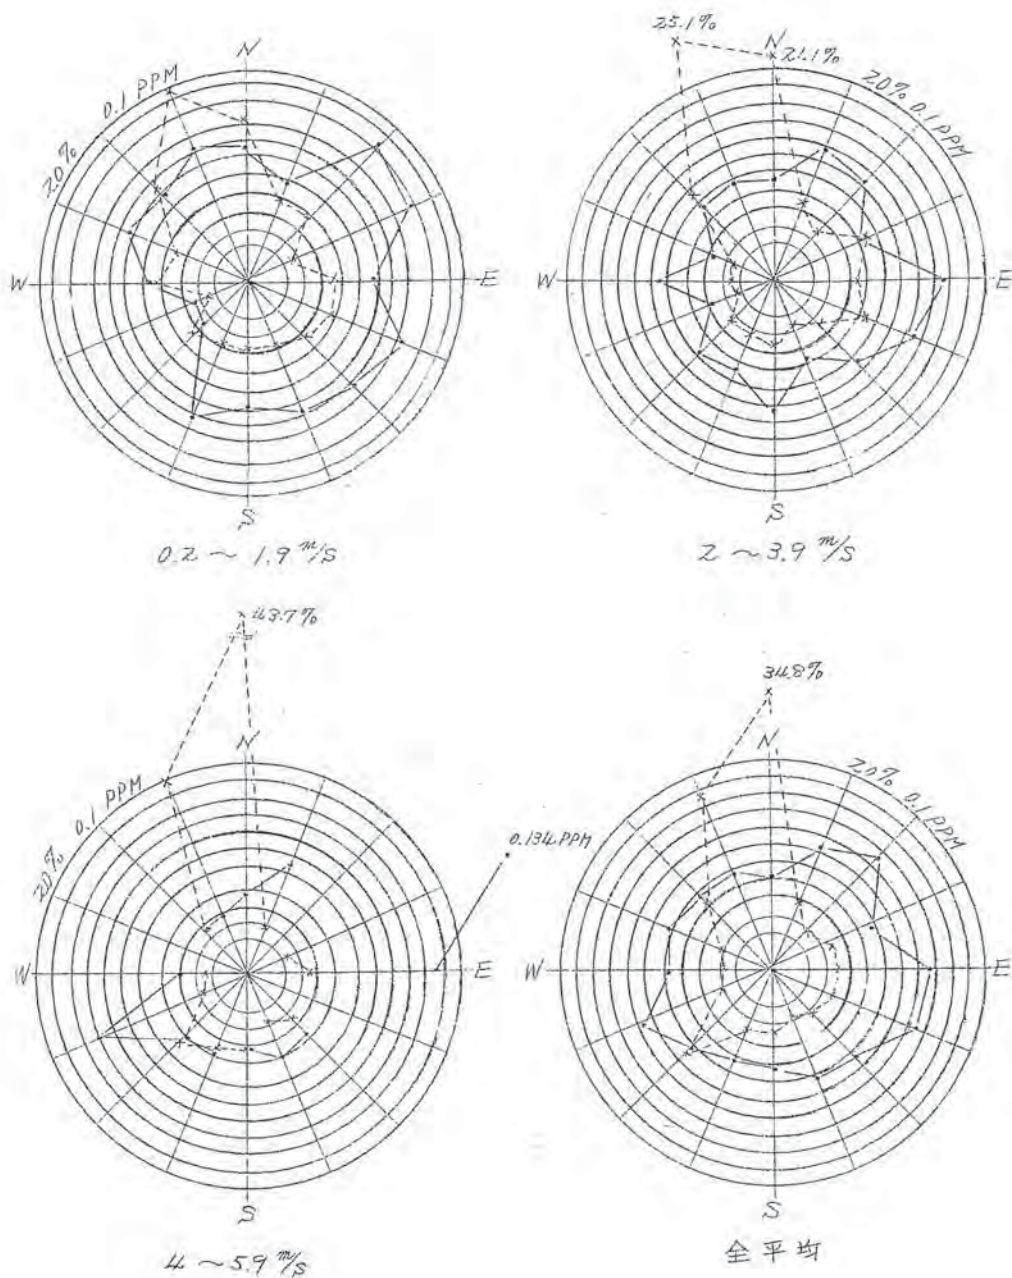 N
0.1 PPM
20%
W
E
S
0.2 ～ 1.9 m/s
25.1%
N
21.1%
20% 0.1 PPM
W
E
S
2 ～ 3.9 m/s
43.7%
N
0.1 PPM
20%
0.134 PPM
W
E
S
4 ～ 5.9 m/s
34.8%
N
20% 0.1 PPM
W
E
全平均